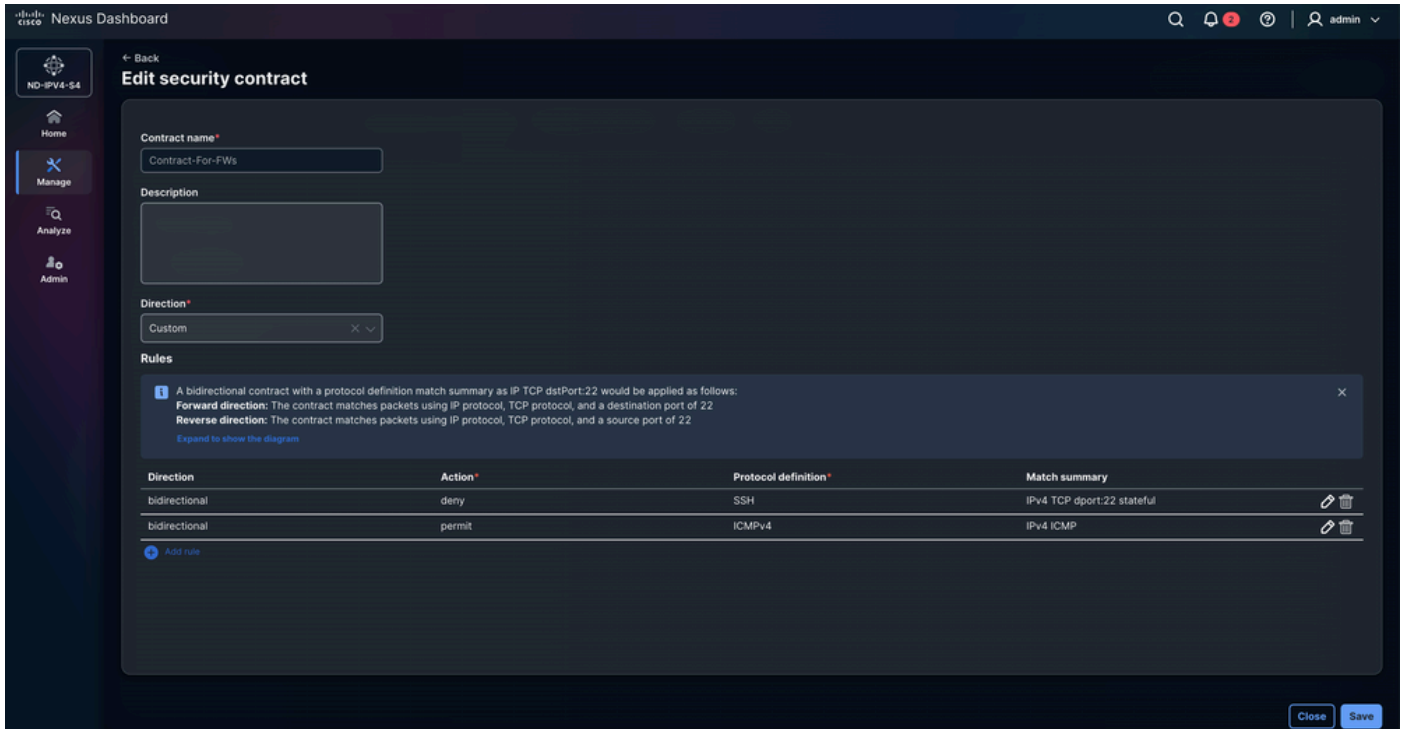 cisco Nexus Dashboard
2
admin
ND-IPV4-S4
Home
Manage
Analyze
Admin
← Back
Edit security contract
Contract name*
Contract-For-FWs
Description
Direction*
Custom
Rules
A bidirectional contract with a protocol definition match summary as IP TCP dstPort:22 would be applied as follows:
Forward direction: The contract matches packets using IP protocol, TCP protocol, and a destination port of 22
Reverse direction: The contract matches packets using IP protocol, TCP protocol, and a source port of 22
Expand to show the diagram
Direction Action* Protocol definition* Match summary
bidirectional deny SSH IPv4 TCP dport:22 stateful
bidirectional permit ICMPv4 IPv4 ICMP
Add rule
Close Save